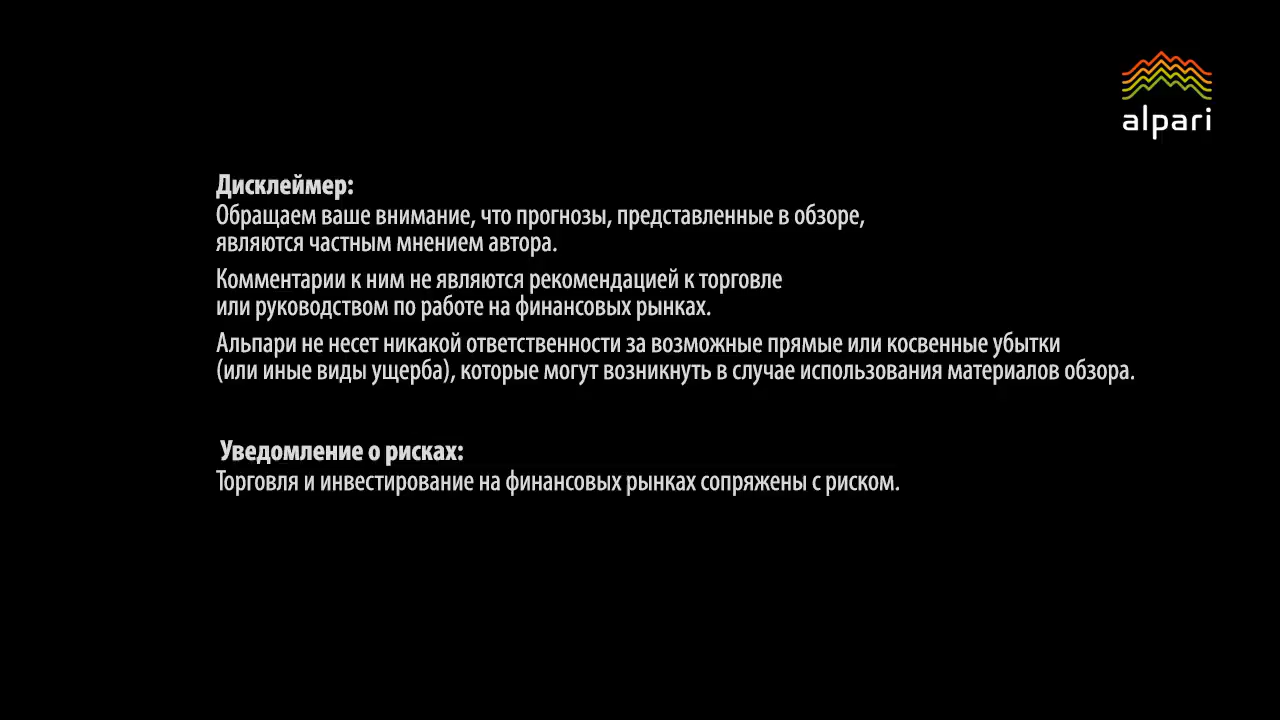 alpari
Дисклеймер:
Обращаем ваше внимание, что прогнозы, представленные в обзоре,
являются частным мнением автора.
Комментарии к ним не являются рекомендацией к торговле
или руководством по работе на финансовых рынках.
Альпари не несет никакой ответственности за возможные прямые или косвенные убытки
(или иные виды ущерба), которые могут возникнуть в случае использования материалов обзора.
Уведомление о рисках:
Торговля и инвестирование на финансовых рынках сопряжены с риском.